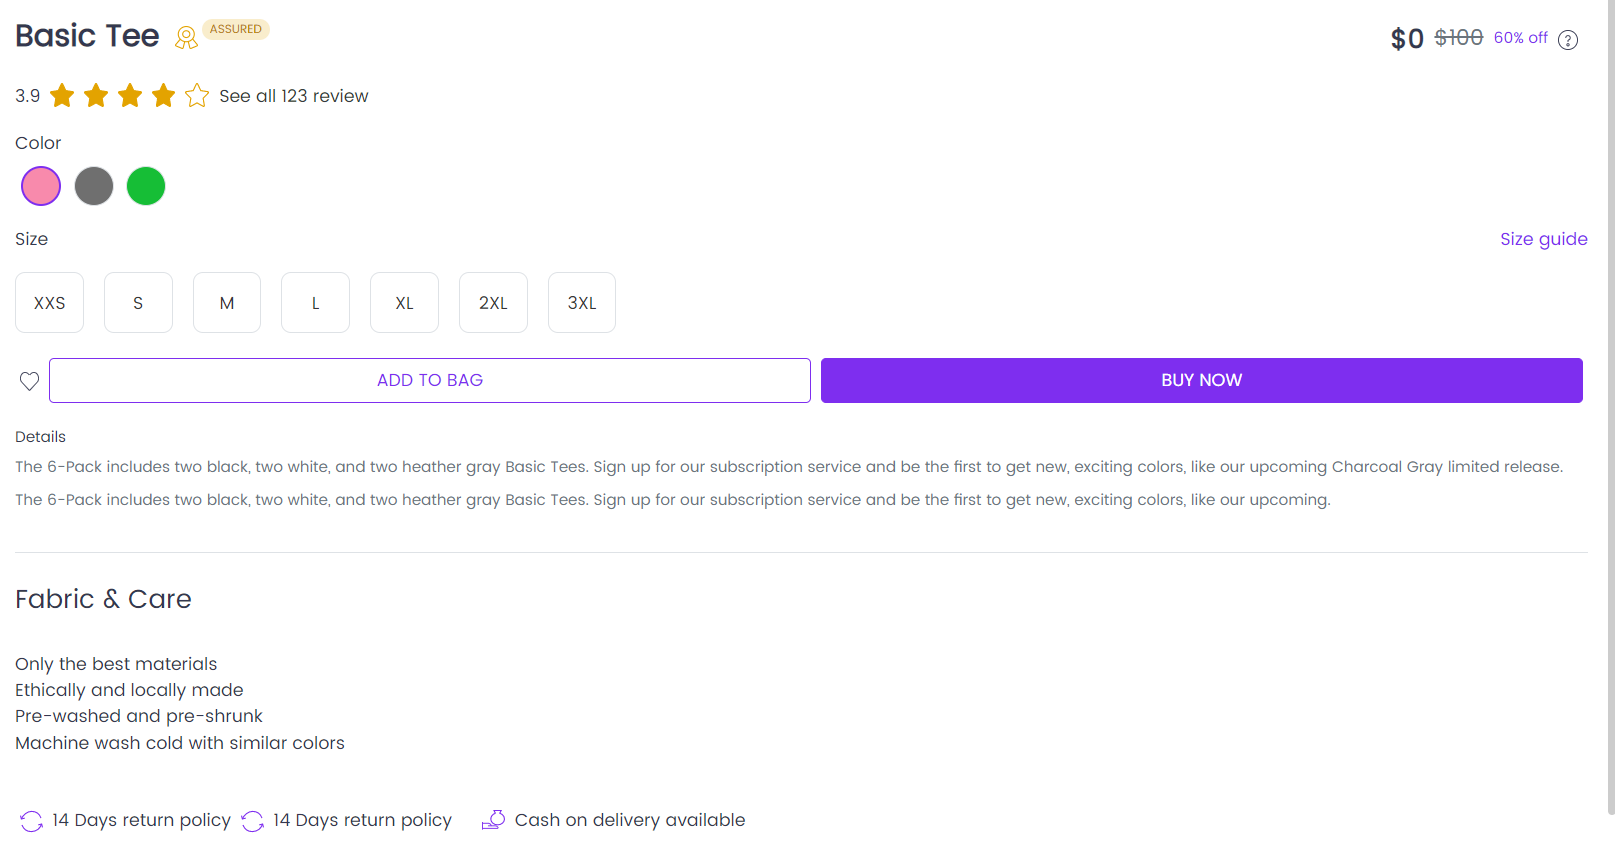 Basic Tee ASSURED $0 $100 60% off ?
3.9 See all 123 review
Color
Size Size guide
XXS S M L XL 2XL 3XL
ADD TO BAG BUY NOW
Details
The 6-Pack includes two black, two white, and two heather gray Basic Tees. Sign up for our subscription service and be the first to get new, exciting colors, like our upcoming Charcoal Gray limited release.
The 6-Pack includes two black, two white, and two heather gray Basic Tees. Sign up for our subscription service and be the first to get new, exciting colors, like our upcoming.
Fabric & Care
Only the best materials
Ethically and locally made
Pre-washed and pre-shrunk
Machine wash cold with similar colors
14 Days return policy 14 Days return policy Cash on delivery available